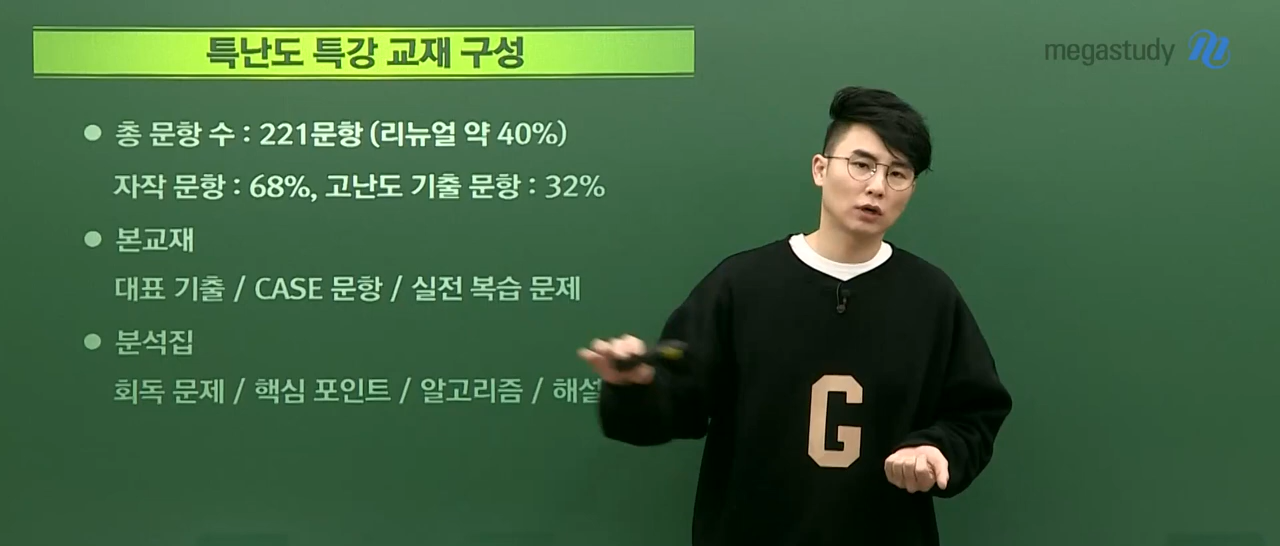 특난도 특강 교재 구성
megastudy
● 총 문항 수 : 221문항 (리뉴얼 약 40%)
자작 문항 : 68%, 고난도 기출 문항 : 32%
● 본교재
대표 기출 / CASE 문항 / 실전 복습 문제
● 분석집
회독 문제 / 핵심 포인트 / 알고리즘 / 해설
G